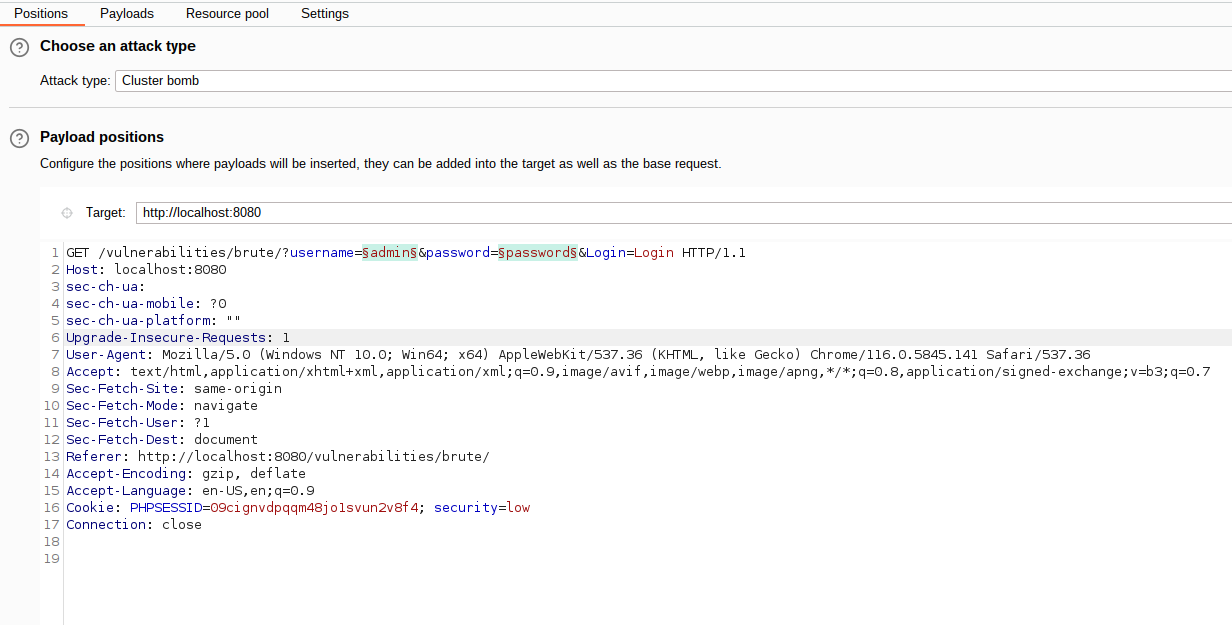 Positions Payloads Resource pool Settings
? Choose an attack type
Attack type: Cluster bomb
? Payload positions
Configure the positions where payloads will be inserted, they can be added into the target as well as the base request.
Target: http://localhost:8080
1 GET /vulnerabilities/brute/?username=§admin§&password=§password§&Login=Login HTTP/1.1
2 Host: localhost:8080
3 sec-ch-ua:
4 sec-ch-ua-mobile: ?0
5 sec-ch-ua-platform: ""
6 Upgrade-Insecure-Requests: 1
7 User-Agent: Mozilla/5.0 (Windows NT 10.0; Win64; x64) AppleWebKit/537.36 (KHTML, like Gecko) Chrome/116.0.5845.141 Safari/537.36
8 Accept: text/html,application/xhtml+xml,application/xml;q=0.9,image/avif,image/webp,image/apng,*/*;q=0.8,application/signed-exchange;v=b3;q=0.7
9 Sec-Fetch-Site: same-origin
10 Sec-Fetch-Mode: navigate
11 Sec-Fetch-User: ?1
12 Sec-Fetch-Dest: document
13 Referer: http://localhost:8080/vulnerabilities/brute/
14 Accept-Encoding: gzip, deflate
15 Accept-Language: en-US,en;q=0.9
16 Cookie: PHPSESSID=09cignvdpqqm48jo1svun2v8f4; security=low
17 Connection: close
18
19